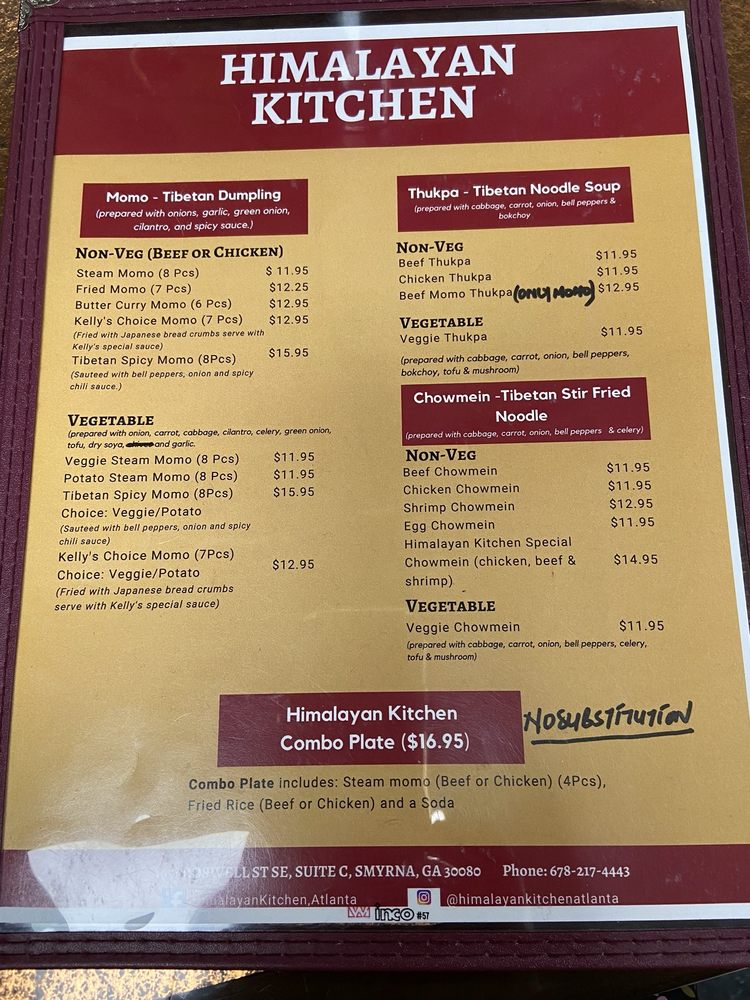 HIMALAYAN
KITCHEN
Momo - Tibetan Dumpling
(prepared with onions, garlic, green onion,
cilantro, and spicy sauce.)
NON-VEG (BEEF OR CHICKEN)
Steam Momo (8 Pcs) $ 11.95
Fried Momo (7 Pcs) $12.25
Butter Curry Momo (6 Pcs) $12.95
Kelly's Choice Momo (7 Pcs) $12.95
(Fried with Japanese bread crumbs serve with
Kelly's special sauce)
Tibetan Spicy Momo (8Pcs) $15.95
(Sauteed with bell peppers, onion and spicy
chili sauce.)
VEGETABLE
(prepared with onion, carrot, cabbage, cilantro, celery, green onion,
tofu, dry soya, and garlic.
Veggie Steam Momo (8 Pcs) $11.95
Potato Steam Momo (8 Pcs) $11.95
Tibetan Spicy Momo (8Pcs) $15.95
Choice: Veggie/Potato
(Sauteed with bell peppers, onion and spicy
chili sauce)
Kelly's Choice Momo (7Pcs)
Choice: Veggie/Potato $12.95
(Fried with Japanese bread crumbs
serve with Kelly's special sauce)
Thukpa - Tibetan Noodle Soup
(prepared with cabbage, carrot, onion, bell peppers &
bokchoy
NON-VEG
Beef Thukpa $11.95
Chicken Thukpa $11.95
Beef Momo Thukpa (ONLY MOMO) $12.95
VEGETABLE
Veggie Thukpa $11.95
(prepared with cabbage, carrot, onion, bell peppers,
bokchoy, tofu & mushroom)
Chowmein -Tibetan Stir Fried
Noodle
(prepared with cabbage, carrot, onion, bell peppers & celery)
NON-VEG
Beef Chowmein $11.95
Chicken Chowmein $11.95
Shrimp Chowmein $12.95
Egg Chowmein $11.95
Himalayan Kitchen Special
Chowmein (chicken, beef & $14.95
shrimp)
VEGETABLE
Veggie Chowmein $11.95
(prepared with cabbage, carrot, onion, bell peppers, celery,
tofu & mushroom)
Himalayan Kitchen
Combo Plate ($16.95)
NO SUBSTITUTION
Combo Plate includes: Steam momo (Beef or Chicken) (4Pcs),
Fried Rice (Beef or Chicken) and a Soda
ST SE, SUITE C, SMYRNA, GA 30080 Phone: 678-217-4443
HimalayanKitchen,Atlanta @himalayankitchenatlanta
inco #57